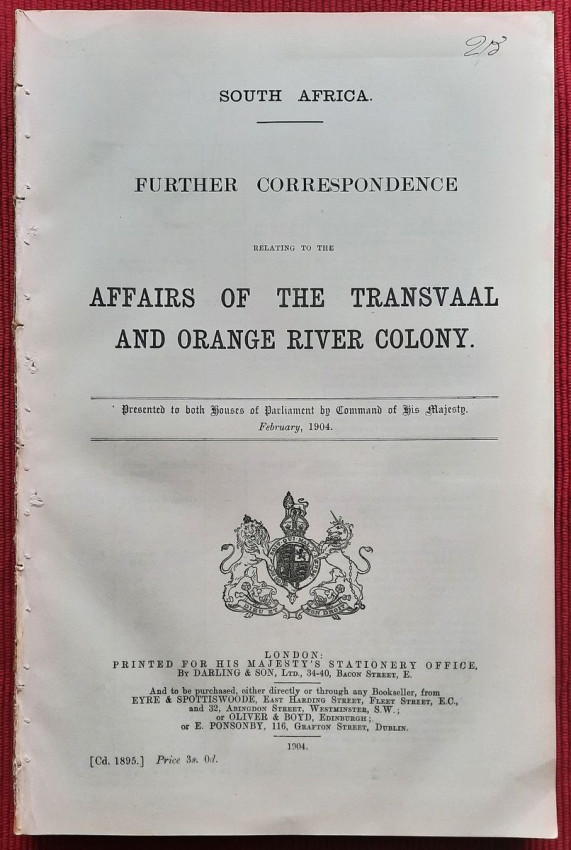 25
SOUTH AFRICA.
FURTHER CORRESPONDENCE
RELATING TO THE
AFFAIRS OF THE TRANSVAAL
AND ORANGE RIVER COLONY.
Presented to both Houses of Parliament by Command of His Majesty.
February, 1904.
DIEU ET MON DROIT
LONDON:
PRINTED FOR HIS MAJESTY'S STATIONERY OFFICE,
BY DARLING & SON, LTD., 34-40, BACON STREET, E.
And to be purchased, either directly or through any Bookseller, from
EYRE & SPOTTISWOODE, EAST HARDING STREET, FLEET STREET, E.C.,
and 32, ABINGDON STREET, WESTMINSTER, S.W.;
or OLIVER & BOYD, EDINBURGH;
or E. PONSONBY, 116, GRAFTON STREET, DUBLIN.
1904.
[Cd. 1895.] Price 3s. 0d.